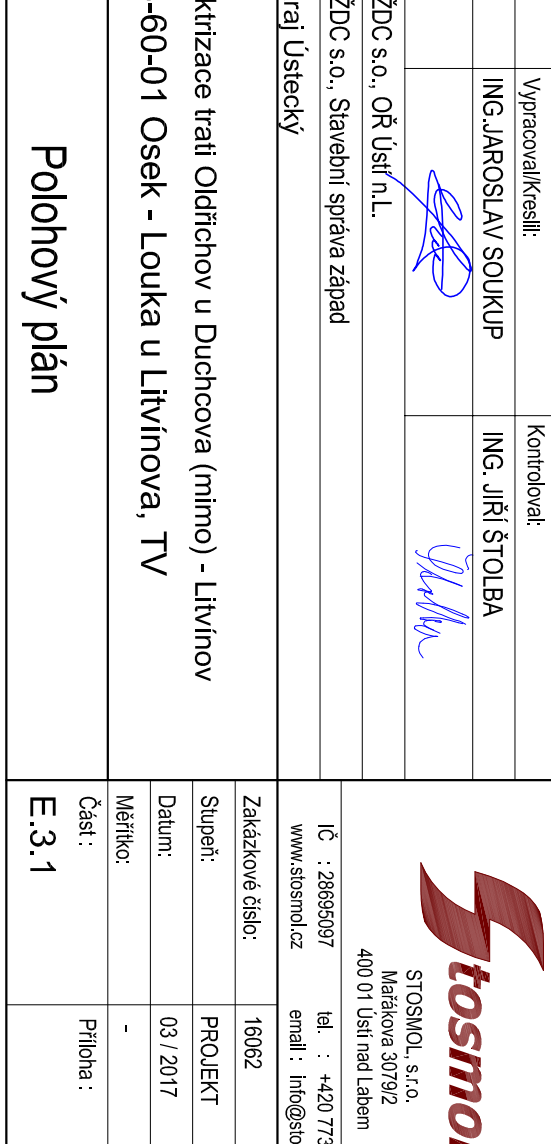 Vypracoval/Kreslil:
Kontroloval:
ING.JAROSLAV SOUKUP
ING. JIŘÍ ŠTOLBA
ŽDC s.o., OŘ Ústí n.L.
ŽDC s.o., Stavební správa západ
raj Ústecký
ktrizace trati Oldřichov u Duchcova (mimo) - Litvínov
-60-01 Osek - Louka u Litvínova, TV
Polohový plán
Stosmo
STOSMOL, s.r.o.
Mařákova 3079/2
400 01 Ústí nad Labem
IČ : 28695097 tel. : +420 773
www.stosmol.cz email : info@sto
Zakázkové číslo: 16062
Stupeň: PROJEKT
Datum: 03 / 2017
Měřítko: -
Část : Příloha :
E.3.1